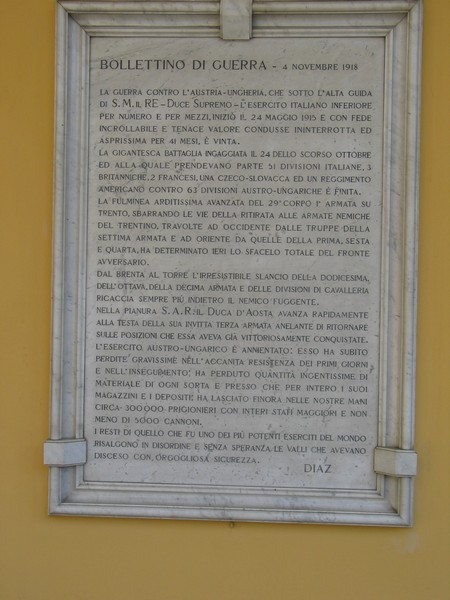 BOLLETTINO DI GUERRA - 4 NOVEMBRE 1918
LA GUERRA CONTRO L'AUSTRIA-UNGHERIA, CHE SOTTO L'ALTA GUIDA
DI S.M. IL RE-DUCE SUPREMO-L'ESERCITO ITALIANO INFERIORE
PER NUMERO E PER MEZZI, INIZIÒ IL 24 MAGGIO 1915 E CON FEDE
INCROLLABILE E TENACE VALORE CONDUSSE ININTERROTTA ED
ASPRISSIMA PER 41 MESI, È VINTA.
LA GIGANTESCA BATTAGLIA INGAGGIATA IL 24 DELLO SCORSO OTTOBRE
ED ALLA QUALE PRENDEVANO PARTE 51 DIVISIONI ITALIANE, 3
BRITANNICHE, 2 FRANCESI, UNA CZECO-SLOVACCA ED UN REGGIMENTO
AMERICANO CONTRO 63 DIVISIONI AUSTRO-UNGARICHE È FINITA.
LA FULMINEA ARDITISSIMA AVANZATA DEL 29° CORPO 1ª ARMATA SU
TRENTO, SBARRANDO LE VIE DELLA RITIRATA ALLE ARMATE NEMICHE
DEL TRENTINO, TRAVOLTE AD OCCIDENTE DALLE TRUPPE DELLA
SETTIMA ARMATA E AD ORIENTE DA QUELLE DELLA PRIMA, SESTA
E QUARTA, HA DETERMINATO IERI LO SFACELO TOTALE DEL FRONTE
AVVERSARIO.
DAL BRENTA AL TORRE L'IRRESISTIBILE SLANCIO DELLA DODICESIMA,
DELL'OTTAVA, DELLA DECIMA ARMATA E DELLE DIVISIONI DI CAVALLERIA
RICACCIA SEMPRE PIÙ INDIETRO IL NEMICO FUGGENTE.
NELLA PIANURA S.A.R. IL DUCA D'AOSTA AVANZA RAPIDAMENTE
ALLA TESTA DELLA SUA DIVITTA TERZA ARMATA ANELANTE DI RITORNARE
SULLE POSIZIONI CHE ESSA AVEVA GIÀ VITTORIOSAMENTE CONQUISTATE.
L'ESERCITO AUSTRO-UNGARICO È ANNIENTATO: ESSO HA SUBITO
PERDITE GRAVISSIME NELL'ACCANITA RESISTENZA DEI PRIMI GIORNI
E NELL'INSEGUIMENTO: HA PERDUTO QUANTITÀ INGENTISSIME DI
MATERIALE DI OGNI SORTA E PRESSO CHE PER INTERO I SUOI
MAGAZZINI E I DEPOSITI: HA LASCIATO FINORA NELLE NOSTRE MANI
CIRCA 300000 PRIGIONIERI CON INTERI STATI MAGGIORI E NON
MENO DI 5000 CANNONI.
I RESTI DI QUELLO CHE FU UNO DEI PIÙ POTENTI ESERCITI DEL MONDO
RISALGONO IN DISORDINE E SENZA SPERANZA LE VALLI CHE AVEVANO
DISCESO CON ORGOGLIOSA SICUREZZA.
DIAZ